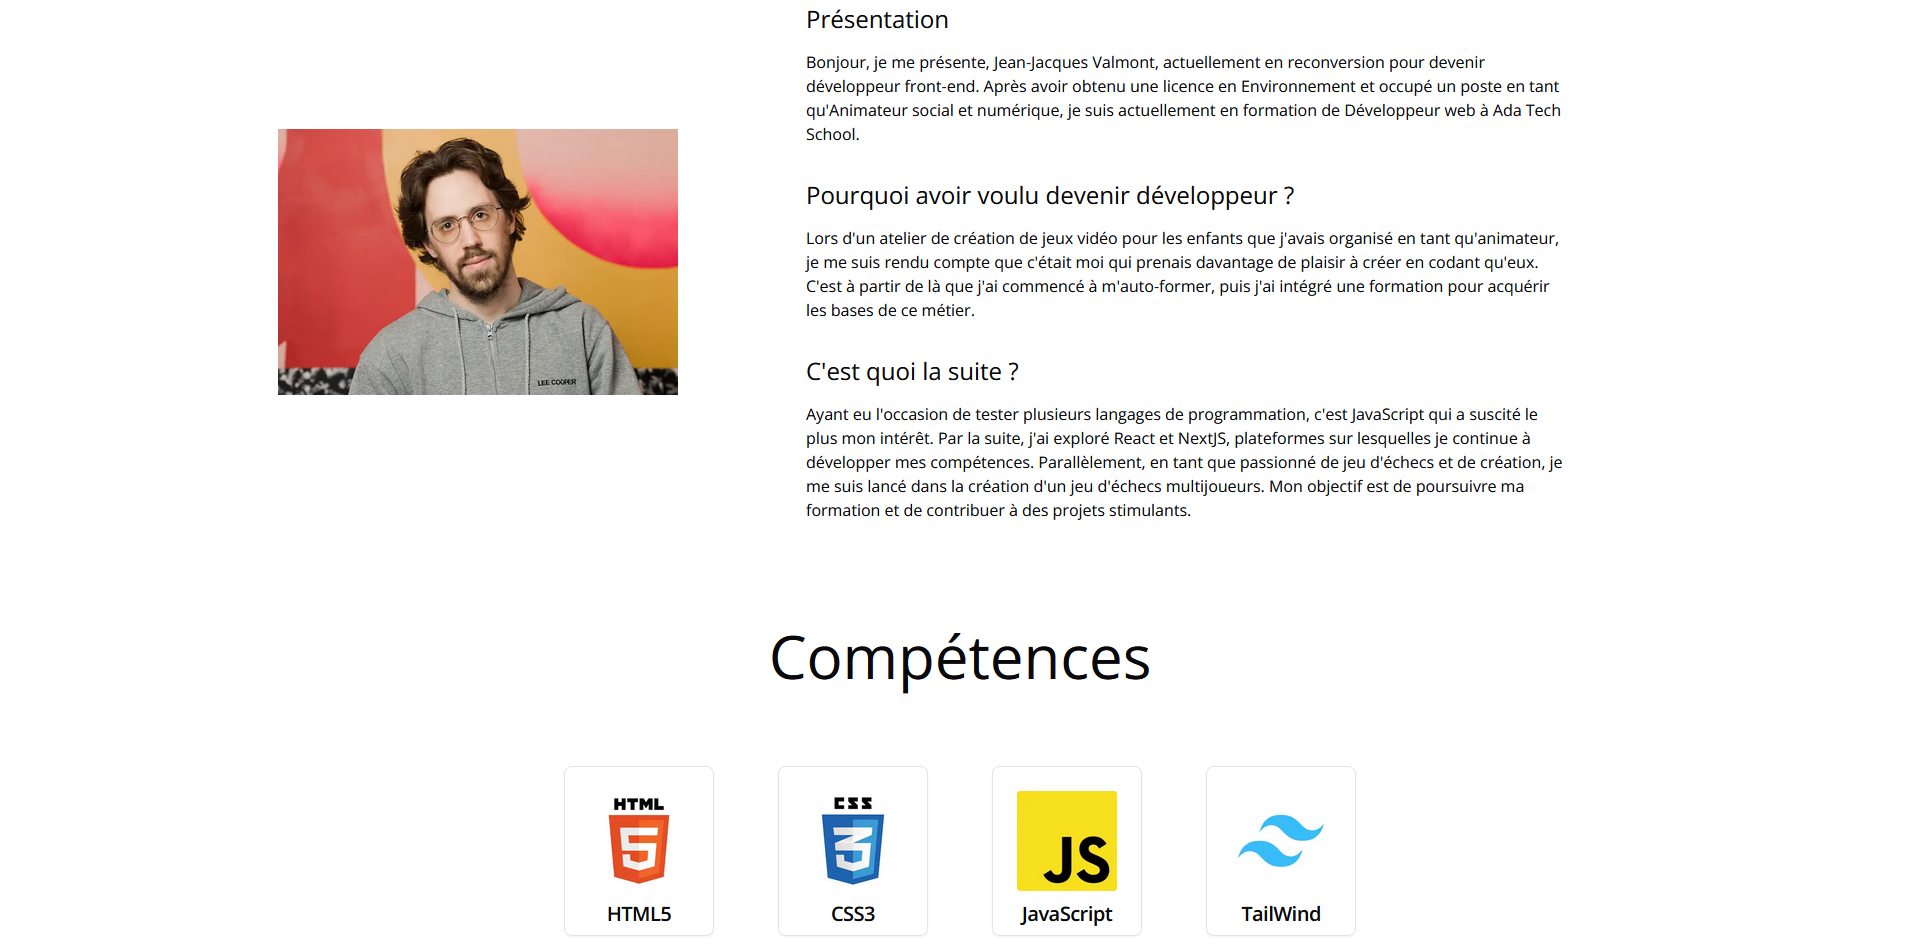 Présentation
Bonjour, je me présente, Jean-Jacques Valmont, actuellement en reconversion pour devenir
développeur front-end. Après avoir obtenu une licence en Environnement et occupé un poste en tant
qu'Animateur social et numérique, je suis actuellement en formation de Développeur web à Ada Tech
School.
Pourquoi avoir voulu devenir développeur ?
Lors d'un atelier de création de jeux vidéo pour les enfants que j'avais organisé en tant qu'animateur,
je me suis rendu compte que c'était moi qui prenais davantage de plaisir à créer en codant qu'eux.
C'est à partir de là que j'ai commencé à m'auto-former, puis j'ai intégré une formation pour acquérir
les bases de ce métier.
LEE COOPER
C'est quoi la suite ?
Ayant eu l'occasion de tester plusieurs langages de programmation, c'est JavaScript qui a suscité le
plus mon intérêt. Par la suite, j'ai exploré React et NextJS, plateformes sur lesquelles je continue à
développer mes compétences. Parallèlement, en tant que passionné de jeu d'échecs et de création, je
me suis lancé dans la création d'un jeu d'échecs multijoueurs. Mon objectif est de poursuivre ma
formation et de contribuer à des projets stimulants.
Compétences
HTML
5
HTML5
CSS
3
CSS3
JS
JavaScript
TailWind